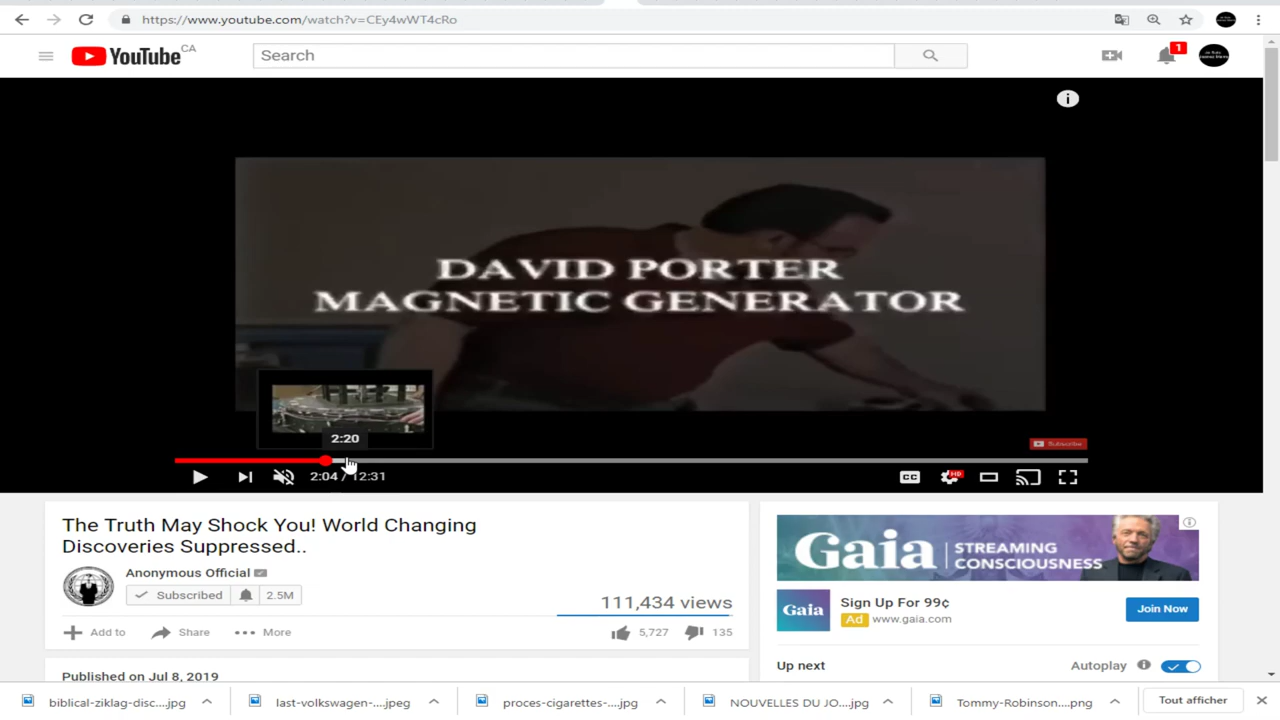 https://www.youtube.com/watch?v=CEy4wWT4cRo
YouTube CA
Search
1
DAVID PORTER
MAGNETIC GENERATOR
2:20
Subscribe
2:04 / 12:31
CC
HD
The Truth May Shock You! World Changing
Discoveries Suppressed..
Anonymous Official
Subscribed 2.5M
111,434 views
Add to Share More 5,727 135
Published on Jul 8, 2019
Gaia STREAMING
CONSCIOUSNESS
Gaia
Sign Up For 99¢
Ad www.gaia.com
Join Now
Up next Autoplay
biblical-ziklag-disc....jpg
last-volkswagen-....jpeg
proces-cigarettes-....jpg
NOUVELLES DU JO....jpg
Tommy-Robinson....png
Tout afficher